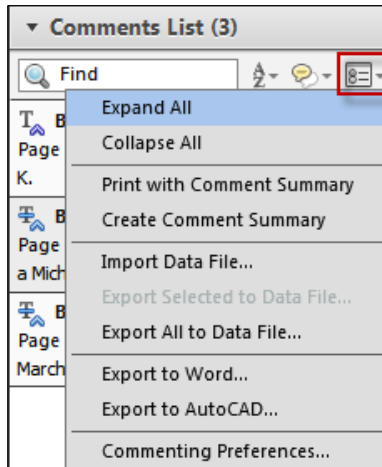 Comments List (3)
Find
Expand All
Collapse All
Print with Comment Summary
Create Comment Summary
Import Data File...
Export Selected to Data File...
Export All to Data File...
Export to Word...
Export to AutoCAD...
Commenting Preferences...
T B
Page
K.
T B
Page
a Mich
T B
Page
March